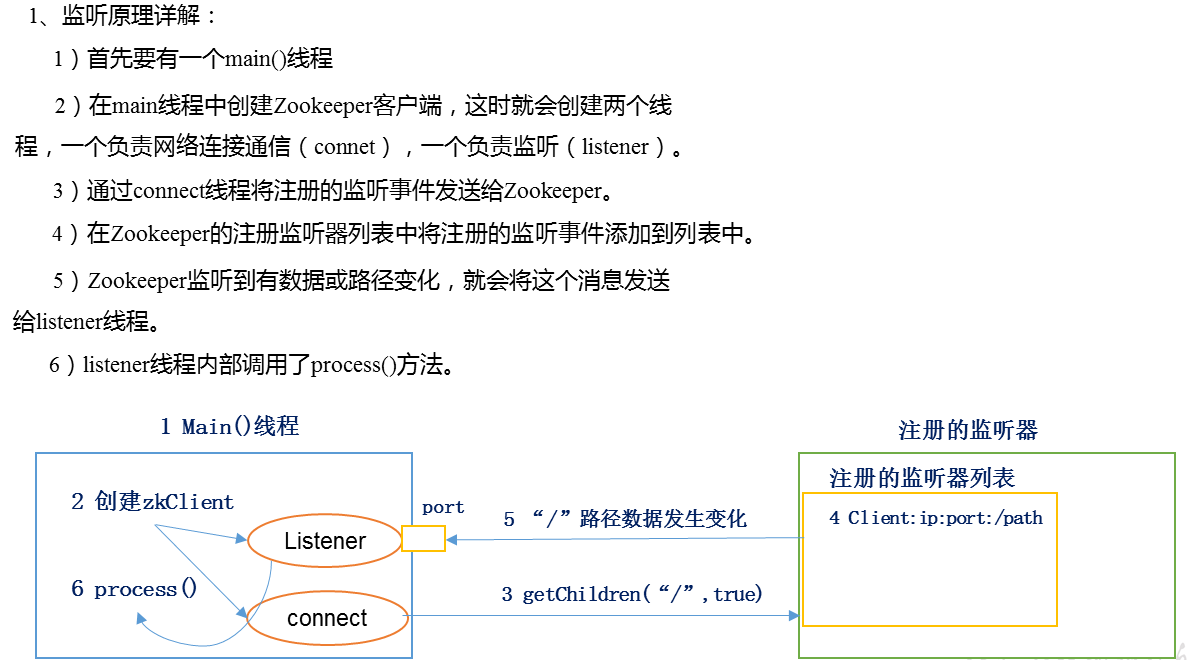 1、监听原理详解：
1）首先要有一个main()线程
2）在main线程中创建Zookeeper客户端，这时就会创建两个线
程，一个负责网络连接通信（connet），一个负责监听（listener）。
3）通过connect线程将注册的监听事件发送给Zookeeper。
4）在Zookeeper的注册监听器列表中将注册的监听事件添加到列表中。
5）Zookeeper监听到有数据或路径变化，就会将这个消息发送
给listener线程。
6）listener线程内部调用了process()方法。
1 Main()线程
注册的监听器
注册的监听器列表
2 创建zkClient
port
5 “/”路径数据发生变化
4 Client:ip:port:/path
Listener
6 process()
3 getChildren(“/”,true)
connect